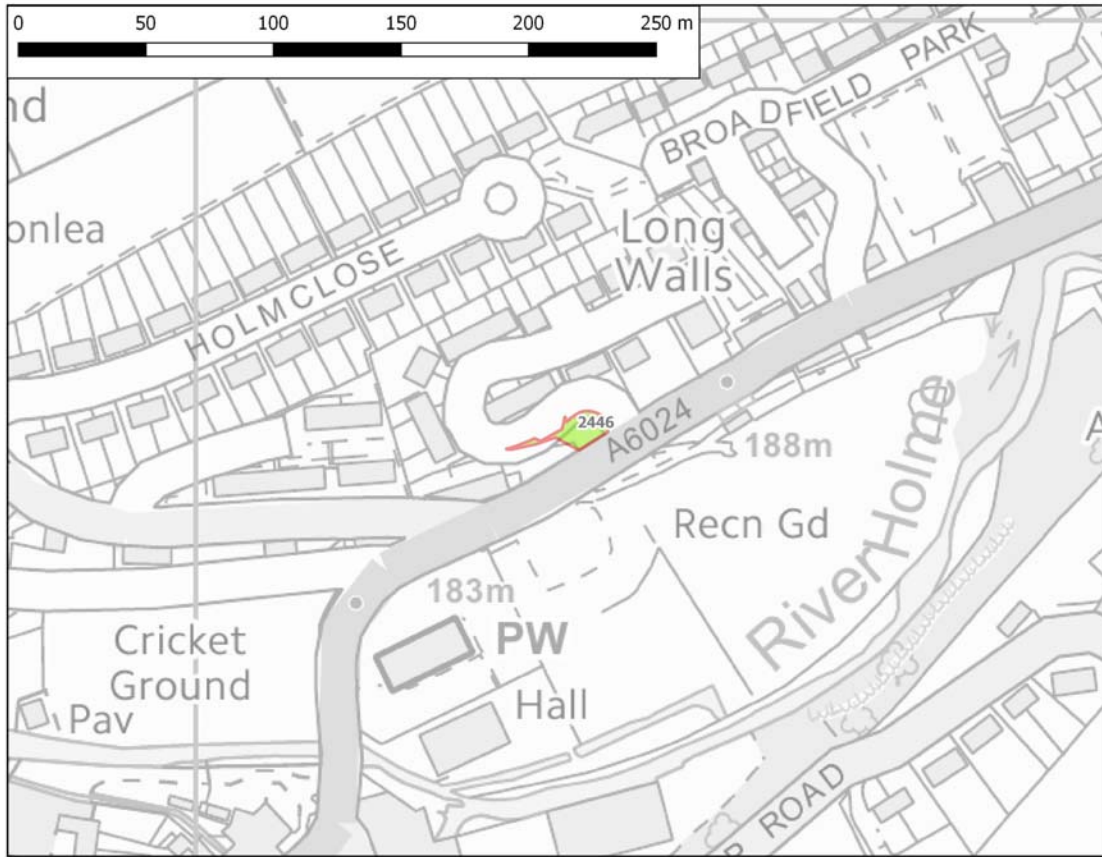 0 50 100 150 200 250 m
BROADFIELD PARK
nd
onlea
Long
Walls
HOLMCLOSE
2446
A6024
188m
Recn Gd
River Holme
183m
PW
Cricket
Ground
Hall
Pav
A
ROAD